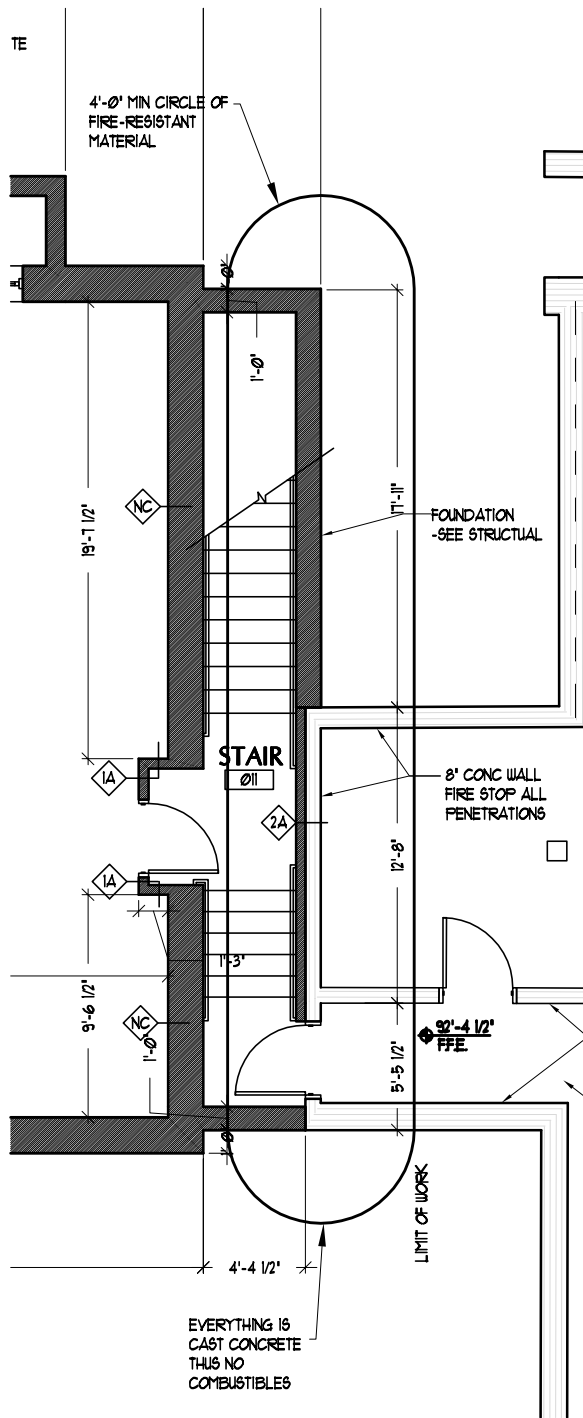 TE
4'-0" MIN CIRCLE OF
FIRE-RESISTANT
MATERIAL
1'-0"
NC
19'-7 1/2"
17'-11"
FOUNDATION
-SEE STRUCTUAL
STAIR
011
1A
8" CONC WALL
FIRE STOP ALL
PENETRATIONS
2A
12'-8"
1A
1'-3"
9'-6 1/2"
NC
1'-0"
92'-4 1/2"
F.F.E.
5'-5 1/2"
LIMIT OF WORK
4'-4 1/2"
EVERYTHING IS
CAST CONCRETE
THUS NO
COMBUSTIBLES